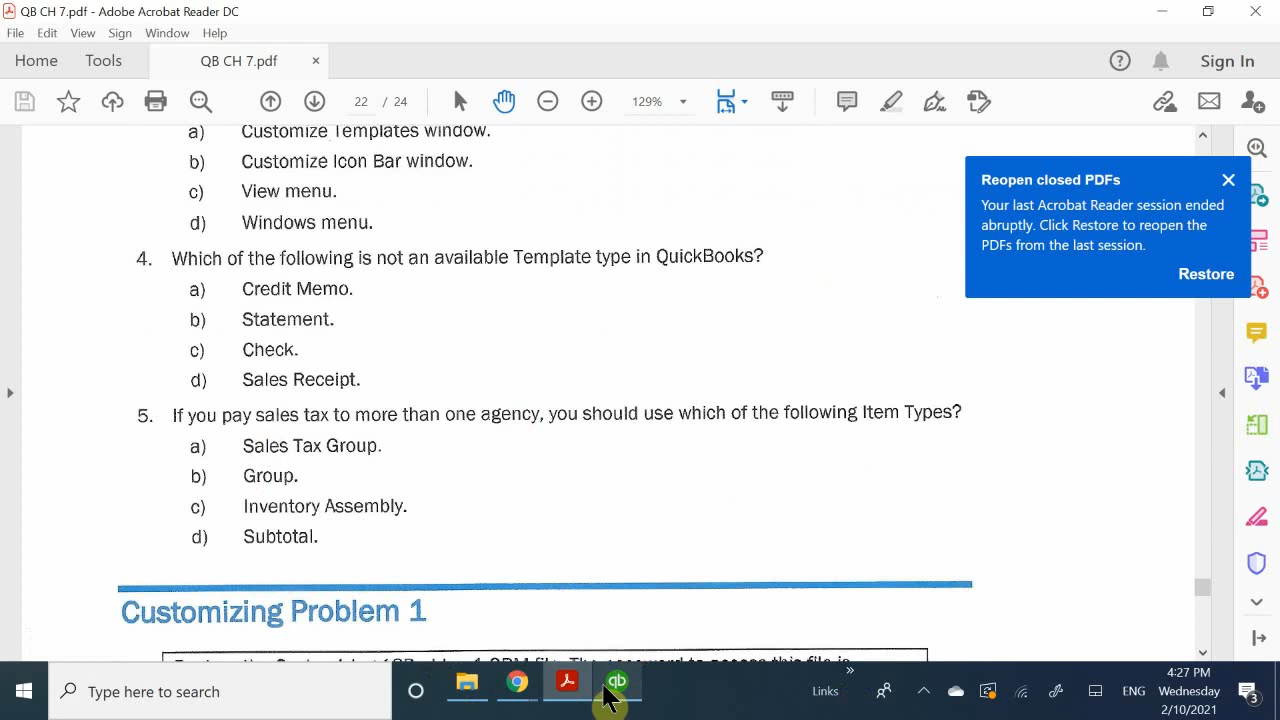 QB CH 7.pdf - Adobe Acrobat Reader DC
File Edit View Sign Window Help
Home Tools QB CH 7.pdf × Sign In
22 / 24 129%
a) Customize Templates window.
b) Customize Icon Bar window.
c) View menu.
d) Windows menu.
4. Which of the following is not an available Template type in QuickBooks?
a) Credit Memo.
b) Statement.
c) Check.
d) Sales Receipt.
5. If you pay sales tax to more than one agency, you should use which of the following Item Types?
a) Sales Tax Group.
b) Group.
c) Inventory Assembly.
d) Subtotal.
Customizing Problem 1
Reopen closed PDFs
Your last Acrobat Reader session ended
abruptly. Click Restore to reopen the
PDFs from the last session.
Restore
Type here to search
qb
Links
ENG
4:27 PM
Wednesday
2/10/2021
3